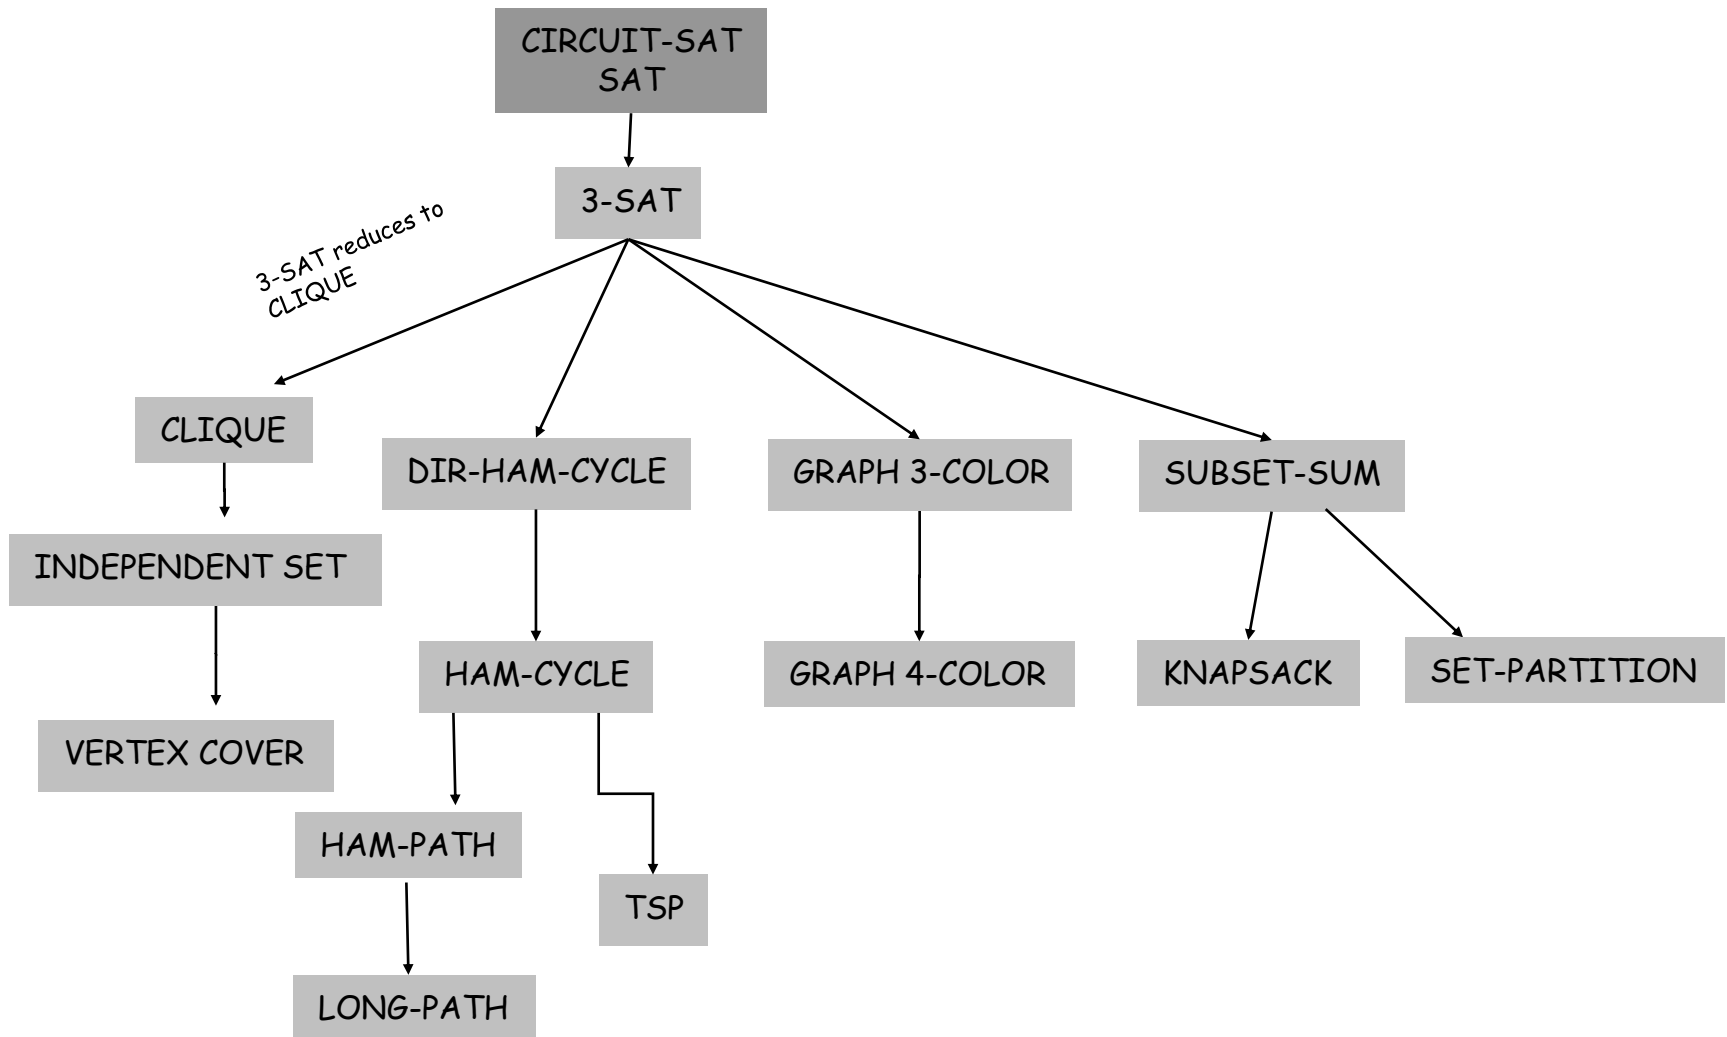 CIRCUIT-SAT
SAT
3-SAT
3-SAT reduces to
CLIQUE
CLIQUE
DIR-HAM-CYCLE
GRAPH 3-COLOR
SUBSET-SUM
INDEPENDENT SET
HAM-CYCLE
GRAPH 4-COLOR
KNAPSACK
SET-PARTITION
VERTEX COVER
HAM-PATH
TSP
LONG-PATH